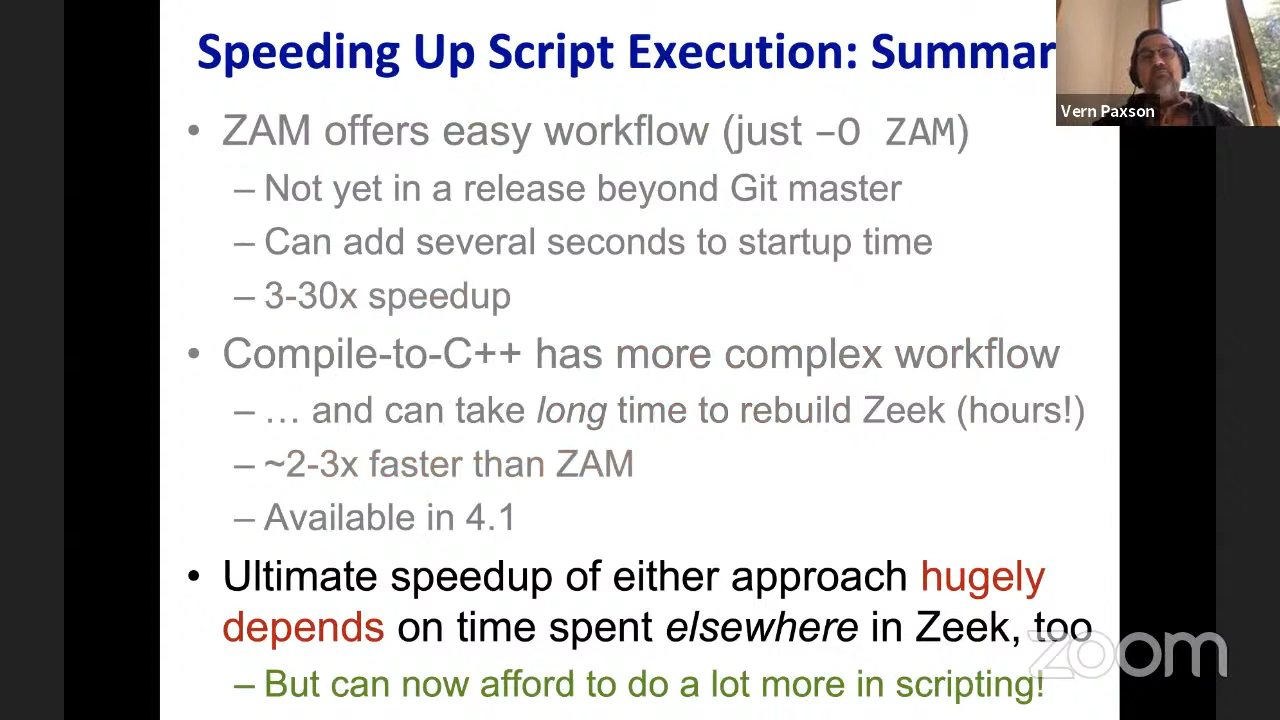 Speeding Up Script Execution: Summar
Vern Paxson
• ZAM offers easy workflow (just –O ZAM)
– Not yet in a release beyond Git master
– Can add several seconds to startup time
– 3-30x speedup
• Compile-to-C++ has more complex workflow
– … and can take long time to rebuild Zeek (hours!)
– ~2-3x faster than ZAM
– Available in 4.1
• Ultimate speedup of either approach hugely
depends on time spent elsewhere in Zeek, too
– But can now afford to do a lot more in scripting!
zoom